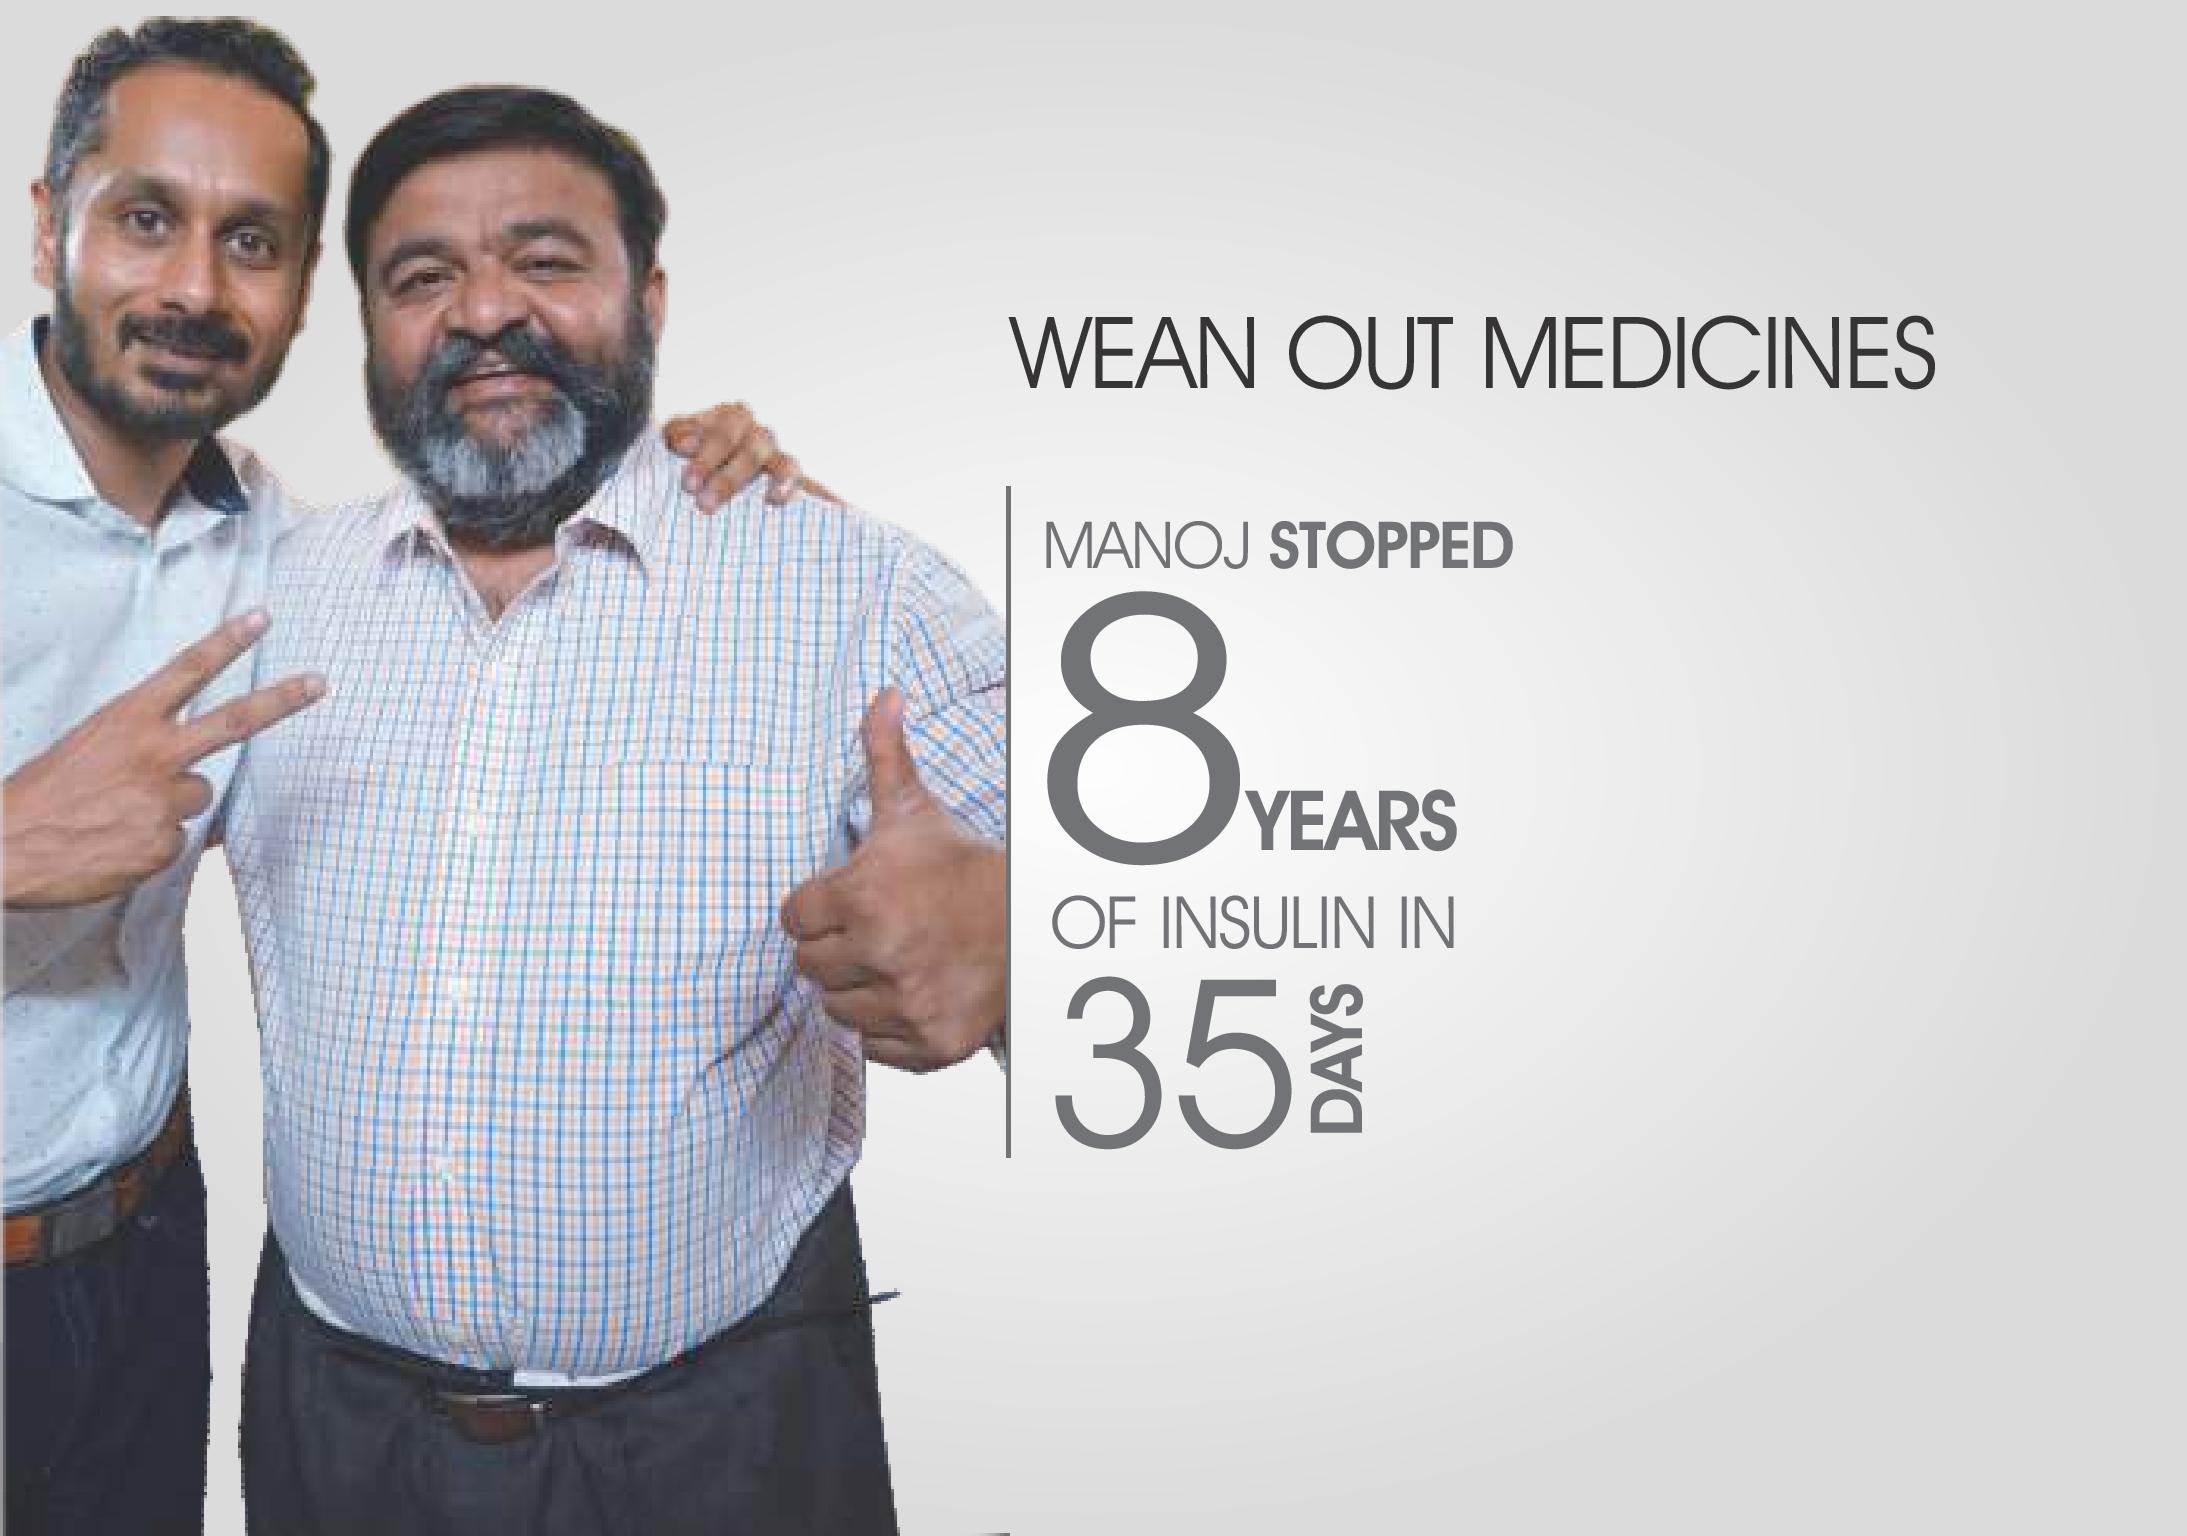 WEAN OUT MEDICINES
MANOJ STOPPED
8 YEARS
OF INSULIN IN
35 DAYS